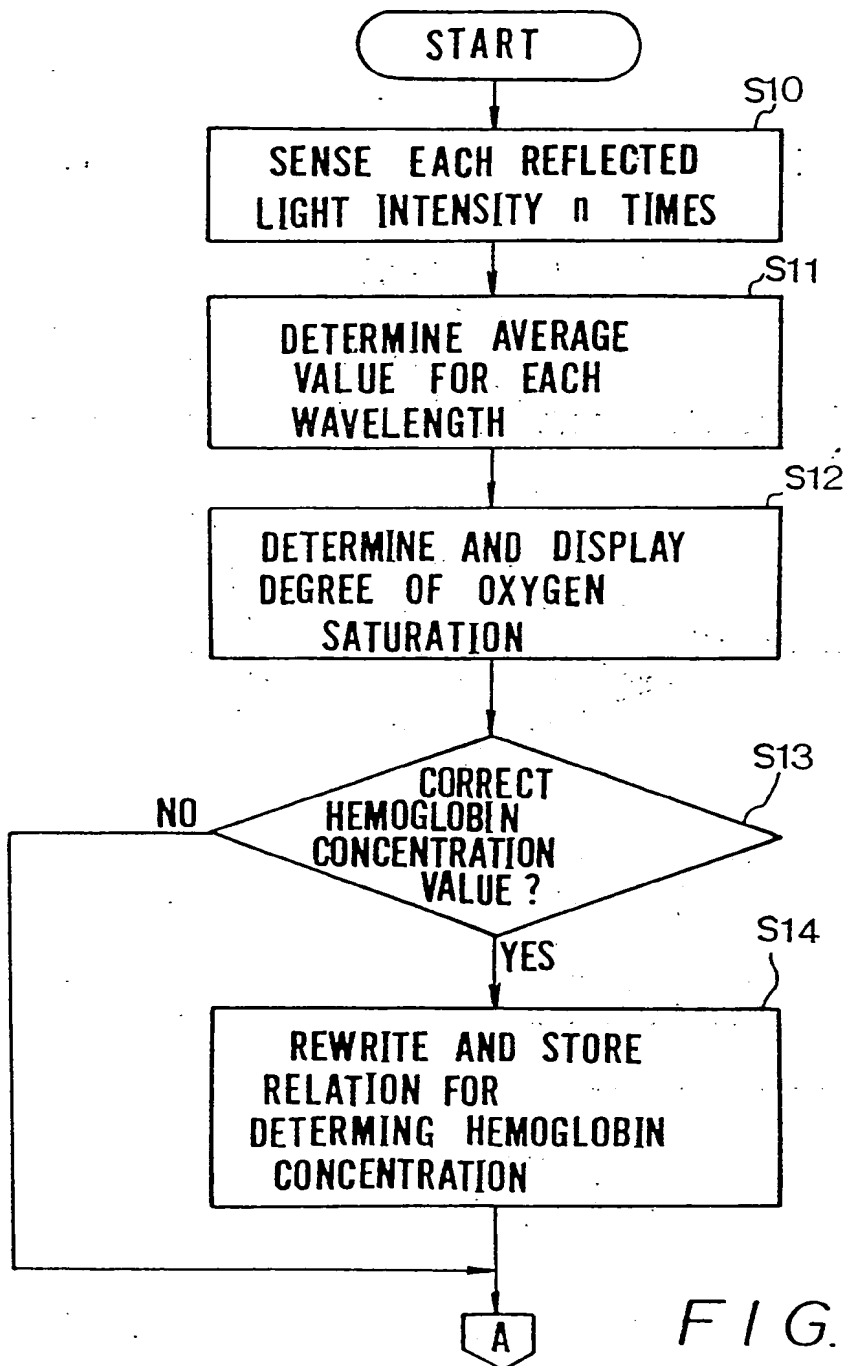 START
S10
SENSE EACH REFLECTED
LIGHT INTENSITY n TIMES
S11
DETERMINE AVERAGE
VALUE FOR EACH
WAVELENGTH
S12
DETERMINE AND DISPLAY
DEGREE OF OXYGEN
SATURATION
S13
CORRECT
HEMOGLOBIN
CONCENTRATION
VALUE ?
NO
YES
S14
REWRITE AND STORE
RELATION FOR
DETERMING HEMOGLOBIN
CONCENTRATION
A
FIG.